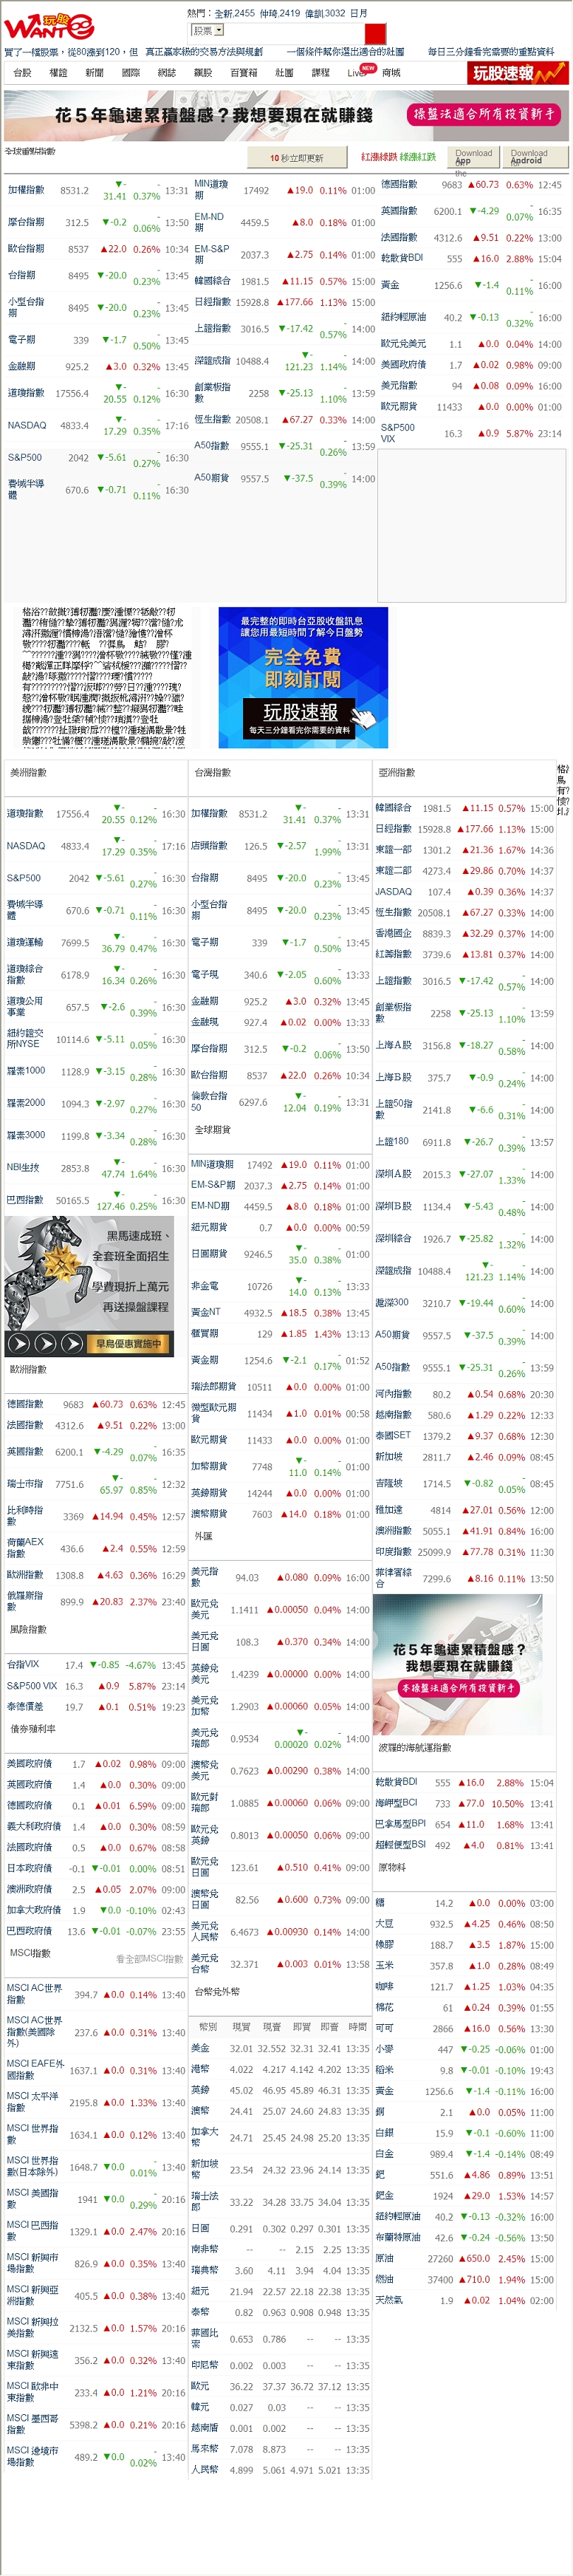 玩股
WANTGOO
熱門：全新,2455 仲琦,2419 偉訓,3032 日月
股票
買了一檔股票，從80漲到120，但 真正贏家級的交易方法與規劃 一個條件幫你選出適合的社團 每日三分鐘看完需要的重點資料
台股 權證 新聞 國際 網誌 飆股 百寶箱 社團 課程 Live NEW 商城
玩股速報
花5年龜速累積盤感？我想要現在就賺錢
操盤法適合所有投資新手
全球重點指數
10 秒立即更新
紅漲綠跌 綠漲紅跌
Download App
Download Android
加權指數 8531.2 ▼-31.41 -0.37% 13:31
摩台指期 312.5 ▼-0.2 -0.06% 13:50
歐台指期 8537 ▲22.0 0.26% 10:34
台指期 8495 ▼-20.0 -0.23% 13:45
小型台指期 8495 ▼-20.0 -0.23% 13:45
電子期 339 ▼-1.7 -0.50% 13:45
金融期 925.2 ▲3.0 0.32% 13:45
道瓊指數 17556.4 ▼-20.55 -0.12% 16:30
NASDAQ 4833.4 ▼-17.29 -0.35% 17:16
S&P500 2042 ▼-5.61 -0.27% 16:30
費城半導體 670.6 ▼-0.71 -0.11% 16:30
MIN道瓊期 17492 ▲19.0 0.11% 01:00
EM-ND期 4459.5 ▲8.0 0.18% 01:00
EM-S&P期 2037.3 ▲2.75 0.14% 01:00
韓國綜合 1981.5 ▲11.15 0.57% 15:00
日經指數 15928.8 ▲177.66 1.13% 15:00
上證指數 3016.5 ▼-17.42 -0.57% 14:00
深證成指 10488.4 ▼-121.23 -1.14% 14:00
創業板指數 2258 ▼-25.13 -1.10% 13:59
恆生指數 20508.1 ▲67.27 0.33% 14:00
A50指數 9555.1 ▼-25.31 -0.26% 13:59
A50期貨 9557.5 ▼-37.5 -0.39% 14:00
德國指數 9683 ▲60.73 0.63% 12:45
英國指數 6200.1 ▼-4.29 -0.07% 16:35
法國指數 4312.6 ▲9.51 0.22% 13:00
乾散貨BDI 555 ▲16.0 2.88% 15:04
黃金 1256.6 ▼-1.4 -0.11% 16:00
紐約輕原油 40.2 ▼-0.13 -0.32% 16:00
歐元兌美元 1.1 ▲0.0 0.04% 14:00
美國政府債 1.7 ▲0.02 0.98% 09:00
美元指數 94 ▲0.08 0.09% 16:00
歐元期貨 11433 ▲0.0 0.00% 01:00
S&P500 VIX 16.3 ▲0.9 5.87% 23:14
最完整的即時台亞股收盤訊息
讓您用最短時間了解今日盤勢
完全免費
即刻訂閱
玩股速報
每天三分鐘看完你需要的資料
美洲指數
道瓊指數 17556.4 ▼-20.55 -0.12% 16:30
NASDAQ 4833.4 ▼-17.29 -0.35% 17:16
S&P500 2042 ▼-5.61 -0.27% 16:30
費城半導體 670.6 ▼-0.71 -0.11% 16:30
道瓊運輸 7699.5 ▼-36.79 -0.47% 16:30
道瓊綜合指數 6178.9 ▼-16.34 -0.26% 16:30
道瓊公用事業 657.5 ▼-2.6 -0.39% 16:30
紐約證交所NYSE 10114.6 ▼-5.11 -0.05% 16:30
羅素1000 1128.9 ▼-3.15 -0.28% 16:30
羅素2000 1094.3 ▼-2.97 -0.27% 16:30
羅素3000 1199.8 ▼-3.34 -0.28% 16:30
NBI生技 2853.8 ▼-47.74 -1.64% 16:30
巴西指數 50165.5 ▼-127.46 -0.25% 16:30
黑馬速成班、
全套班全面招生
學費現折上萬元
再送操盤課程
早鳥優惠實施中
歐洲指數
德國指數 9683 ▲60.73 0.63% 12:45
法國指數 4312.6 ▲9.51 0.22% 13:00
英國指數 6200.1 ▼-4.29 -0.07% 16:35
瑞士市指 7751.6 ▼-65.97 -0.85% 12:32
比利時指數 3369 ▲14.94 0.45% 12:57
荷蘭AEX指數 436.6 ▲2.4 0.55% 12:59
歐洲指數 1308.8 ▲4.63 0.36% 16:29
俄羅斯指數 899.9 ▲20.83 2.37% 23:40
風險指數
台指VIX 17.4 ▼-0.85 -4.67% 13:45
S&P500 VIX 16.3 ▲0.9 5.87% 23:14
泰德價差 19.7 ▲0.1 0.51% 19:23
債券殖利率
美國政府債 1.7 ▲0.02 0.98% 09:00
英國政府債 1.4 ▲0.0 0.30% 09:00
德國政府債 0.1 ▲0.01 6.59% 09:00
義大利政府債 1.4 ▲0.0 0.30% 08:59
法國政府債 0.5 ▲0.0 0.67% 08:58
日本政府債 -0.1 ▼-0.01 0.00% 08:51
澳洲政府債 2.5 ▲0.05 2.07% 09:00
加拿大政府債 1.9 ▼0.0 -0.10% 02:43
巴西政府債 13.6 ▼-0.01 -0.07% 23:55
MSCI指數 看全部MSCI指數
MSCI AC世界指數 394.7 ▲0.0 0.14% 13:40
MSCI AC世界指數(美國除外) 237.6 ▲0.0 0.31% 13:40
MSCI EAFE外國指數 1637.1 ▲0.0 0.31% 13:40
MSCI 太平洋指數 2195.8 ▲0.0 1.33% 13:40
MSCI 世界指數 1634.1 ▲0.0 0.12% 13:40
MSCI 世界指數(日本除外) 1648.7 ▼0.0 -0.01% 13:40
MSCI 美國指數 1941 ▼0.0 -0.29% 20:16
MSCI 巴西指數 1329.1 ▲0.0 2.47% 20:16
MSCI 新興市場指數 826.9 ▲0.0 0.35% 13:40
MSCI 新興亞洲指數 405.5 ▲0.0 0.38% 13:40
MSCI 新興拉美指數 2132.5 ▲0.0 1.57% 20:16
MSCI 新興遠東指數 356.2 ▲0.0 0.32% 13:40
MSCI 歐非中東指數 233.4 ▲0.0 1.21% 20:16
MSCI 墨西哥指數 5398.2 ▲0.0 0.21% 20:16
MSCI 邊境市場指數 489.2 ▼0.0 -0.02% 13:40
台灣指數
加權指數 8531.2 ▼-31.41 -0.37% 13:31
店頭指數 126.5 ▼-2.57 -1.99% 13:31
台指期 8495 ▼-20.0 -0.23% 13:45
小型台指期 8495 ▼-20.0 -0.23% 13:45
電子期 339 ▼-1.7 -0.50% 13:45
電子現 340.6 ▼-2.05 -0.60% 13:33
金融期 925.2 ▲3.0 0.32% 13:45
金融現 927.4 ▲0.02 0.00% 13:33
摩台指期 312.5 ▼-0.2 -0.06% 13:50
歐台指期 8537 ▲22.0 0.26% 10:34
倫敦台指50 6297.6 ▼-12.04 -0.19% 13:31
全球期貨
MIN道瓊期 17492 ▲19.0 0.11% 01:00
EM-S&P期 2037.3 ▲2.75 0.14% 01:00
EM-ND期 4459.5 ▲8.0 0.18% 01:00
紐元期貨 0.7 ▲0.0 0.00% 00:59
日圓期貨 9246.5 ▼-35.0 -0.38% 01:00
非金電 10726 ▼-14.0 -0.13% 13:33
黃金NT 4932.5 ▲18.5 0.38% 13:45
櫃買期 129 ▲1.85 1.43% 13:13
黃金期 1254.6 ▼-2.1 -0.17% 01:52
瑞法郎期貨 10511 ▲0.0 0.00% 01:00
微型歐元期貨 11434 ▲1.0 0.01% 00:58
歐元期貨 11433 ▲0.0 0.00% 01:00
加幣期貨 7748 ▼-11.0 -0.14% 01:00
英鎊期貨 14244 ▲0.0 0.00% 01:00
澳幣期貨 7603 ▲14.0 0.18% 01:00
外匯
美元指數 94.03 ▲0.080 0.09% 16:00
歐元兌美元 1.1411 ▲0.00050 0.04% 14:00
美元兌日圓 108.3 ▲0.370 0.34% 14:00
英鎊兌美元 1.4239 ▲0.00000 0.00% 14:00
美元兌加幣 1.2903 ▲0.00060 0.05% 14:00
美元兌瑞郎 0.9534 ▼-0.00020 -0.02% 14:00
澳幣兌美元 0.7623 ▲0.00290 0.38% 14:00
歐元對瑞郎 1.0885 ▲0.00060 0.06% 09:00
歐元兌英鎊 0.8013 ▲0.00050 0.06% 09:00
歐元兌日圓 123.61 ▲0.510 0.41% 09:00
澳幣兌日圓 82.56 ▲0.600 0.73% 09:00
美元兌人民幣 6.4673 ▲0.00930 0.14% 14:00
美元兌台幣 32.371 ▲0.003 0.01% 13:58
台幣兌外幣
幣別 現買 現賣 即買 即賣 時間
美金 32.01 32.552 32.31 32.41 13:35
港幣 4.022 4.217 4.142 4.202 13:35
英鎊 45.02 46.95 45.89 46.31 13:35
澳幣 24.41 25.07 24.60 24.83 13:35
加拿大幣 24.71 25.45 24.98 25.20 13:35
新加坡幣 23.54 24.32 23.96 24.14 13:35
瑞士法郎 33.22 34.28 33.75 34.04 13:35
日圓 0.291 0.302 0.297 0.301 13:35
南非幣 -- -- 2.15 2.25 13:35
瑞典幣 3.60 4.11 3.94 4.04 13:35
紐元 21.94 22.57 22.18 22.38 13:35
泰幣 0.82 0.963 0.908 0.948 13:35
菲國比索 0.653 0.786 -- -- 13:35
印尼幣 0.002 0.003 -- -- 13:35
歐元 36.22 37.37 36.72 37.12 13:35
韓元 0.027 0.03 -- -- 13:35
越南盾 0.001 0.002 -- -- 13:35
馬來幣 7.078 8.873 -- -- 13:35
人民幣 4.899 5.061 4.971 5.021 13:35
亞洲指數
韓國綜合 1981.5 ▲11.15 0.57% 15:00
日經指數 15928.8 ▲177.66 1.13% 15:00
東證一部 1301.2 ▲21.36 1.67% 14:36
東證二部 4273.4 ▲29.86 0.70% 14:37
JASDAQ 107.4 ▲0.39 0.36% 14:37
恆生指數 20508.1 ▲67.27 0.33% 14:00
香港國企 8839.3 ▲32.29 0.37% 14:00
紅籌指數 3739.6 ▲13.81 0.37% 14:00
上證指數 3016.5 ▼-17.42 -0.57% 14:00
創業板指數 2258 ▼-25.13 -1.10% 13:59
上海Ａ股 3156.8 ▼-18.27 -0.58% 14:00
上海Ｂ股 375.7 ▼-0.9 -0.24% 14:00
上證50指數 2141.8 ▼-6.6 -0.31% 14:00
上證180 6911.8 ▼-26.7 -0.39% 13:57
深圳Ａ股 2015.3 ▼-27.07 -1.33% 14:00
深圳Ｂ股 1134.4 ▼-5.43 -0.48% 14:00
深圳綜合 1926.7 ▼-25.82 -1.32% 14:00
深證成指 10488.4 ▼-121.23 -1.14% 14:00
滬深300 3210.7 ▼-19.44 -0.60% 14:00
A50期貨 9557.5 ▼-37.5 -0.39% 14:00
A50指數 9555.1 ▼-25.31 -0.26% 13:59
河內指數 80.2 ▲0.54 0.68% 20:30
越南指數 580.6 ▲1.29 0.22% 12:33
泰國SET 1379.2 ▲9.37 0.68% 12:30
新加坡 2811.7 ▲2.46 0.09% 08:45
吉隆坡 1714.5 ▼-0.82 -0.05% 08:45
雅加達 4814 ▲27.01 0.56% 12:00
澳洲指數 5055.1 ▲41.91 0.84% 16:00
印度指數 25099.9 ▲77.78 0.31% 11:30
菲律賓綜合 7299.6 ▲8.16 0.11% 13:50
花5年龜速累積盤感？
我想要現在就賺錢
本操盤法適合所有投資新手
波羅的海航運指數
乾散貨BDI 555 ▲16.0 2.88% 15:04
海岬型BCI 733 ▲77.0 10.50% 13:41
巴拿馬型BPI 654 ▲11.0 1.68% 13:41
超輕便型BSI 492 ▲4.0 0.81% 13:41
原物料
糖 14.2 ▲0.0 0.00% 03:00
大豆 932.5 ▲4.25 0.46% 08:50
橡膠 188.7 ▲3.5 1.87% 15:00
玉米 357.8 ▲1.0 0.28% 08:49
咖啡 121.7 ▲1.25 1.03% 04:35
棉花 61 ▲0.24 0.39% 01:55
可可 2866 ▲16.0 0.56% 13:30
小麥 447 ▼-0.25 -0.06% 01:00
稻米 9.8 ▼-0.01 -0.10% 19:43
黃金 1256.6 ▼-1.4 -0.11% 16:00
銅 2.1 ▲0.0 0.05% 11:00
白銀 15.9 ▼-0.1 -0.60% 11:00
白金 989.4 ▼-1.4 -0.14% 08:49
鈀 551.6 ▲4.86 0.89% 13:51
鈀金 1924 ▲29.0 1.53% 14:57
紐約輕原油 40.2 ▼-0.13 -0.32% 16:00
布蘭特原油 42.6 ▼-0.24 -0.56% 13:50
原油 27260 ▲650.0 2.45% 15:00
燃油 37400 ▲710.0 1.94% 15:00
天然氣 1.9 ▲0.02 1.04% 02:00